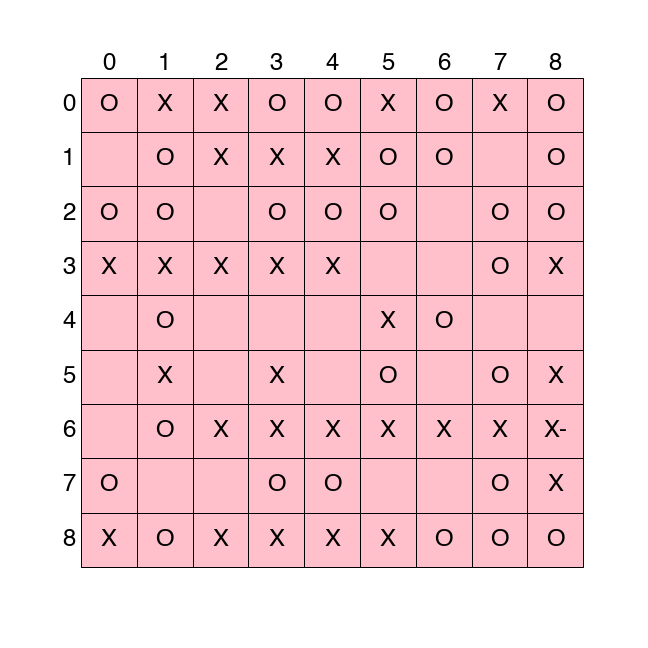 0 1 2 3 4 5 6 7 8
0 O X X O O X O X O
1 O X X X O O O
2 O O O O O O O
3 X X X X X O X
4 O X O
5 X X O O X
6 O X X X X X X X-
7 O O O O X
8 X O X X X X O O O